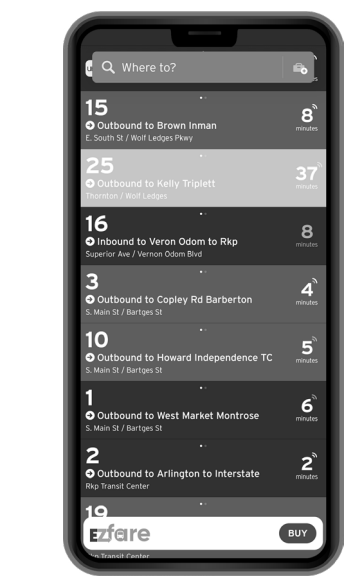 Where to?
15
8
Outbound to Brown Inman
minutes
E. South St / Wolf Ledges Pkwy
25
37
Outbound to Kelly Triplett
minutes
Thornton / Wolf Ledges
16
8
Inbound to Veron Odom to Rkp
minutes
Superior Ave / Vernon Odom Blvd
3
4
Outbound to Copley Rd Barberton
minutes
S. Main St / Bartges St
10
5
Outbound to Howard Independence TC
minutes
S. Main St / Bartges St
1
6
Outbound to West Market Montrose
minutes
S. Main St / Bartges St
2
2
Outbound to Arlington to Interstate
minutes
Rkp Transit Center
19
EZfare
BUY
Rkp Transit Center